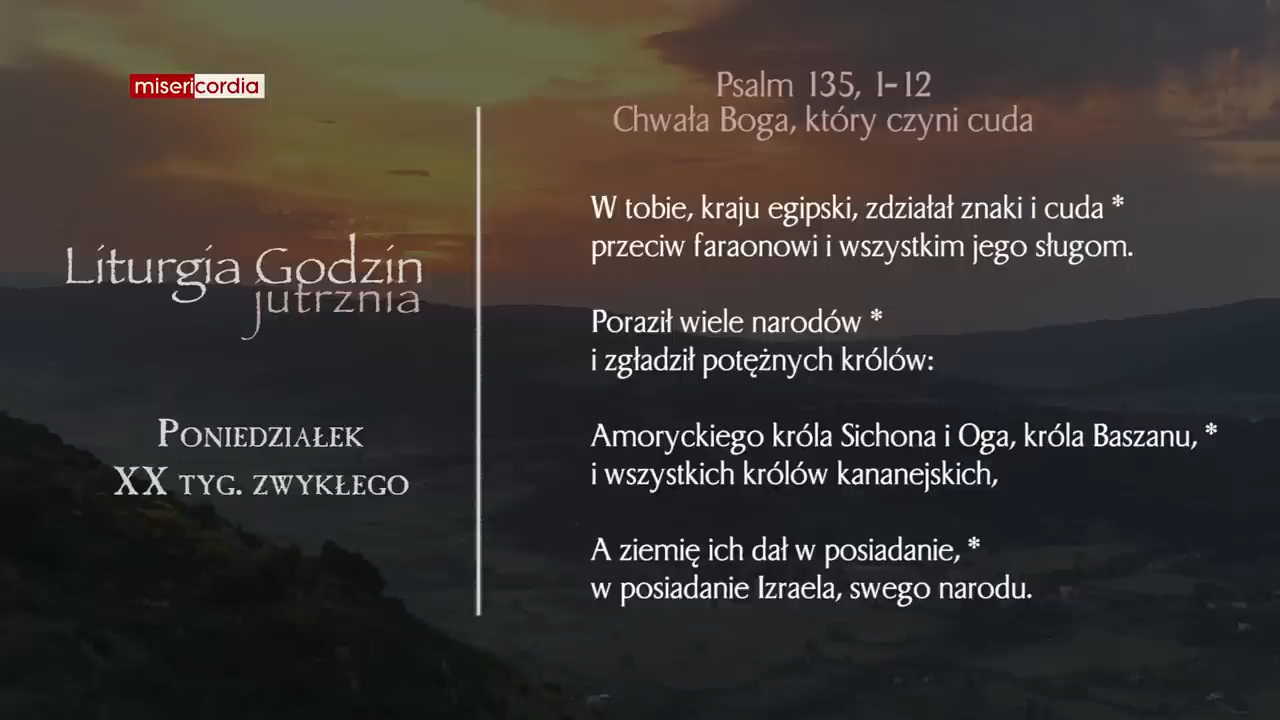 misericordia
Liturgia Godzin
jutrznia
Poniedziałek
XX tyg. zwykłego
Psalm 135, 1-12
Chwała Boga, który czyni cuda
W tobie, kraju egipski, zdziałał znaki i cuda *
przeciw faraonowi i wszystkim jego sługom.
Poraził wiele narodów *
i zgładził potężnych królów:
Amoryckiego króla Sichona i Oga, króla Baszanu, *
i wszystkich królów kananejskich,
A ziemię ich dał w posiadanie, *
w posiadanie Izraela, swego narodu.